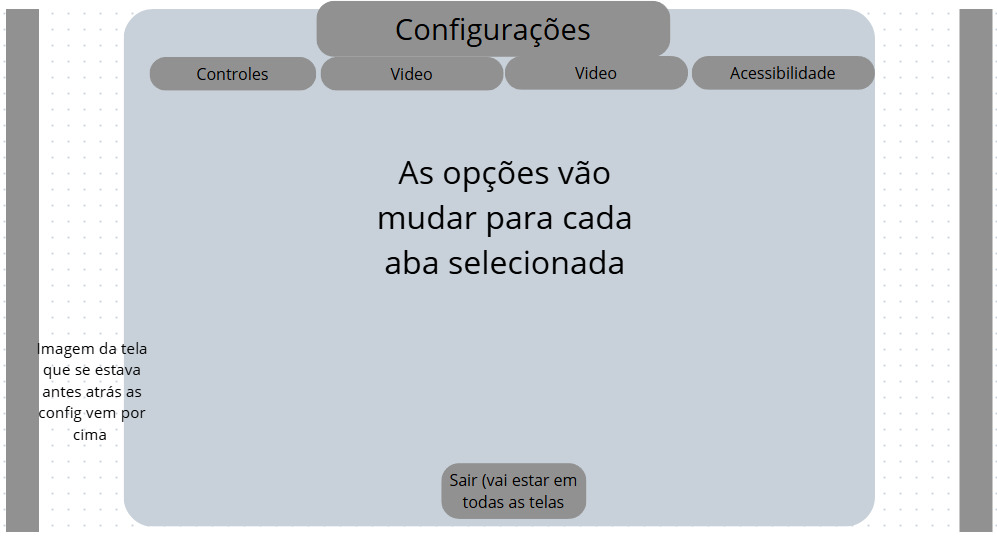 Configurações
Controles
Video
Video
Acessibilidade
As opções vão
mudar para cada
aba selecionada
Imagem da tela
que se estava
antes atrás as
config vem por
cima
Sair (vai estar em
todas as telas